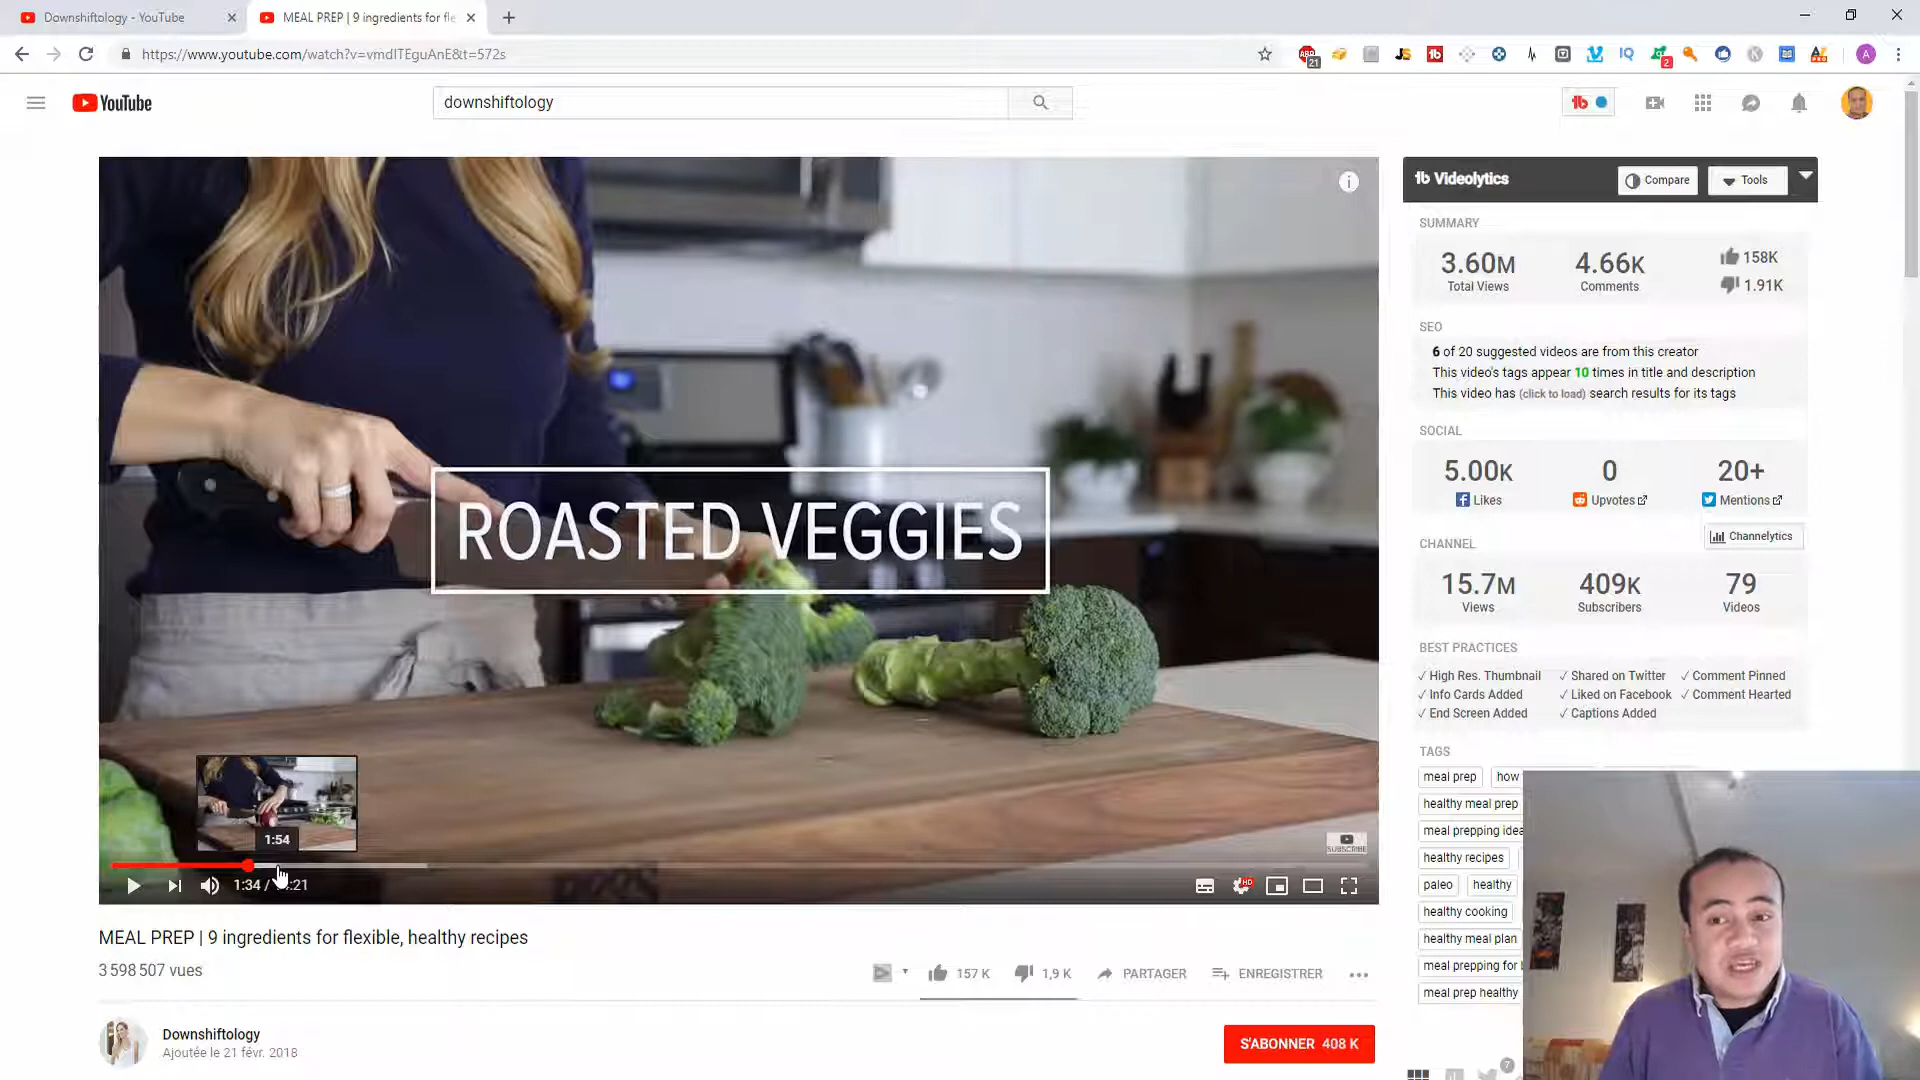 Downshiftology - YouTube
MEAL PREP | 9 ingredients for fle
https://www.youtube.com/watch?v=vmdITEguAnE&t=572s
YouTube
downshiftology
ROASTED VEGGIES
1:54
1:34 /
:21
SUBSCRIBE
MEAL PREP | 9 ingredients for flexible, healthy recipes
3 598 507 vues
157 K
1,9 K
PARTAGER
ENREGISTRER
Downshiftology
Ajoutée le 21 févr. 2018
S'ABONNER 408 K
Videolytics
Compare
Tools
SUMMARY
3.60M
Total Views
4.66K
Comments
158K
1.91K
SEO
6 of 20 suggested videos are from this creator
This video's tags appear 10 times in title and description
This video has (click to load) search results for its tags
SOCIAL
5.00K
Likes
0
Upvotes
20+
Mentions
CHANNEL
Channelytics
15.7M
Views
409K
Subscribers
79
Videos
BEST PRACTICES
✓ High Res. Thumbnail
✓ Shared on Twitter
✓ Comment Pinned
✓ Info Cards Added
✓ Liked on Facebook
✓ Comment Hearted
✓ End Screen Added
✓ Captions Added
TAGS
meal prep
how
healthy meal prep
meal prepping idea
healthy recipes
paleo
healthy
healthy cooking
healthy meal plan
meal prepping for
meal prep healthy
7